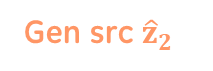 Gen src ẑ₂